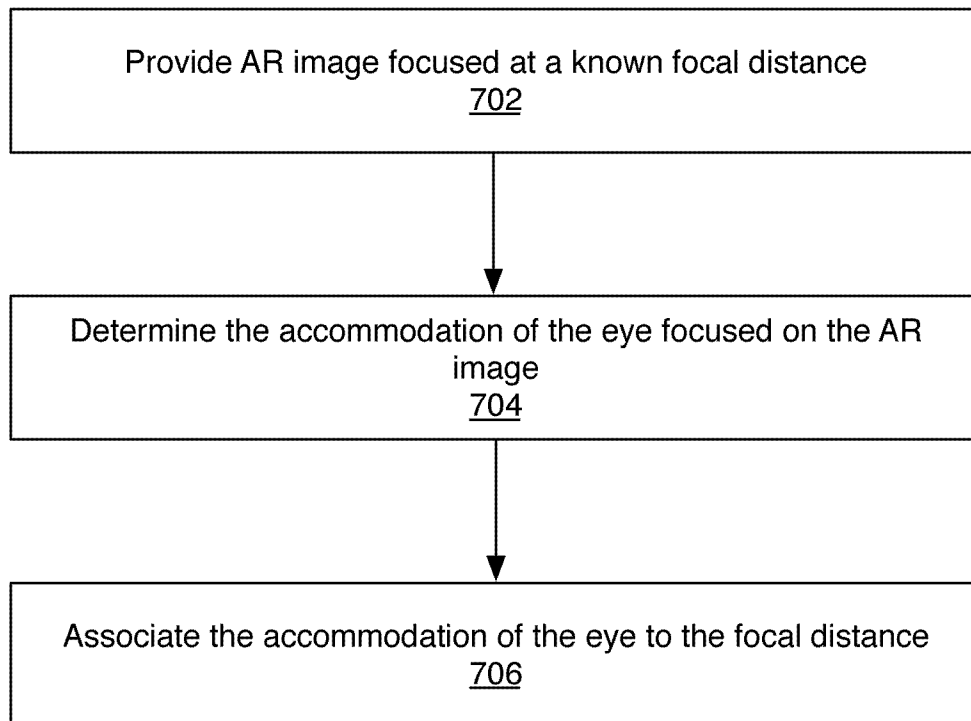 Provide AR image focused at a known focal distance
702
Determine the accommodation of the eye focused on the AR
image
704
Associate the accommodation of the eye to the focal distance
706